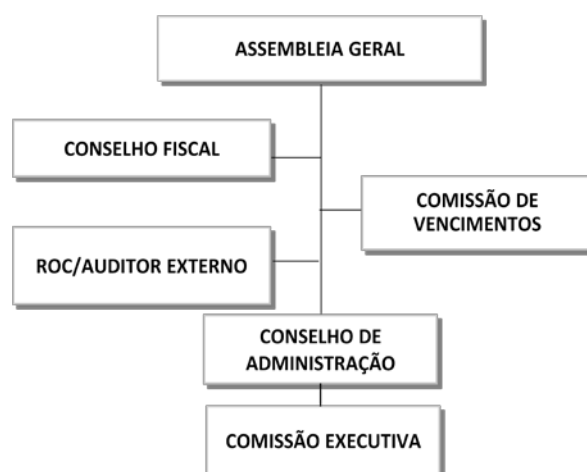 ASSEMBLEIA GERAL
CONSELHO FISCAL
COMISSÃO DE
VENCIMENTOS
ROC/AUDITOR EXTERNO
CONSELHO DE
ADMINISTRAÇÃO
COMISSÃO EXECUTIVA